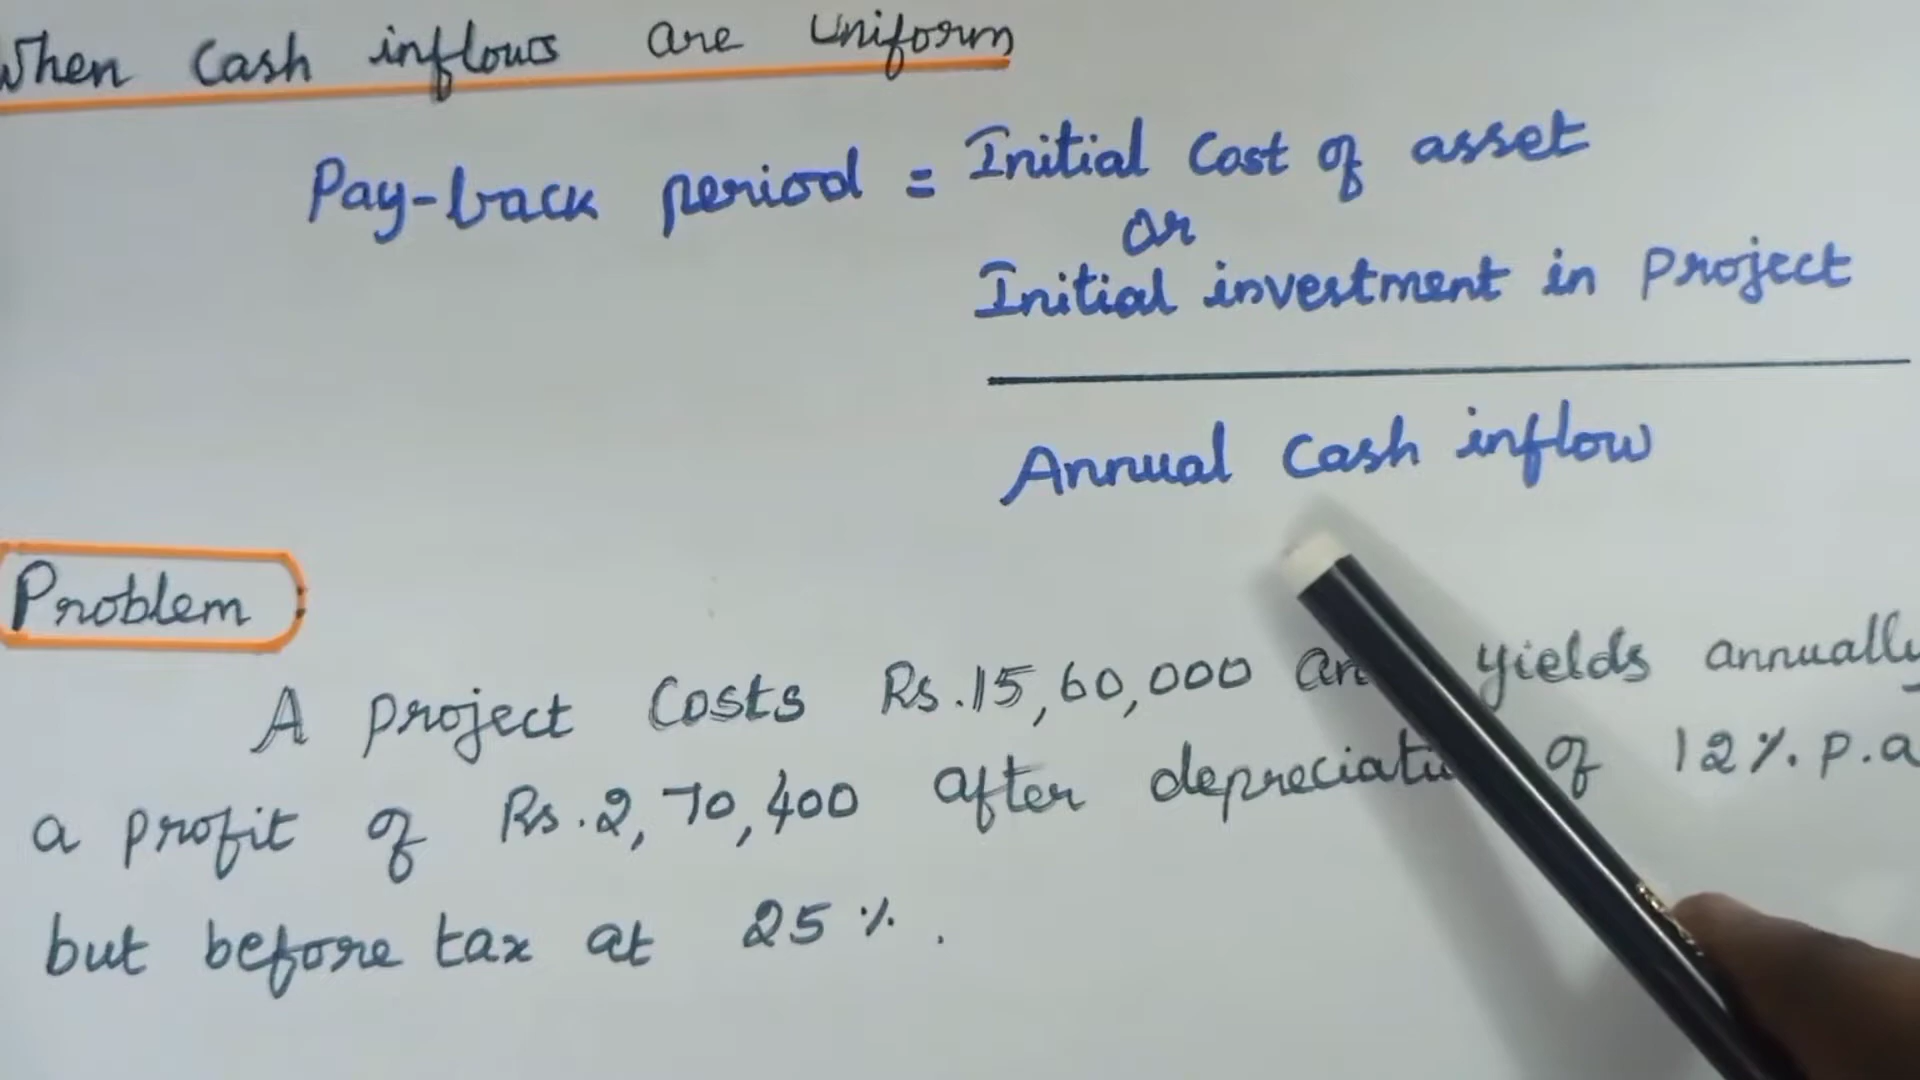 When Cash inflows are Uniform
Pay-back period = Initial Cost of asset
or
Initial investment in Project
Annual Cash inflow
Problem
A Project Costs Rs.15,60,000 yields annually
a profit of Rs.2,70,400 after depreciation of 12%.p.a
but before tax at 25%.